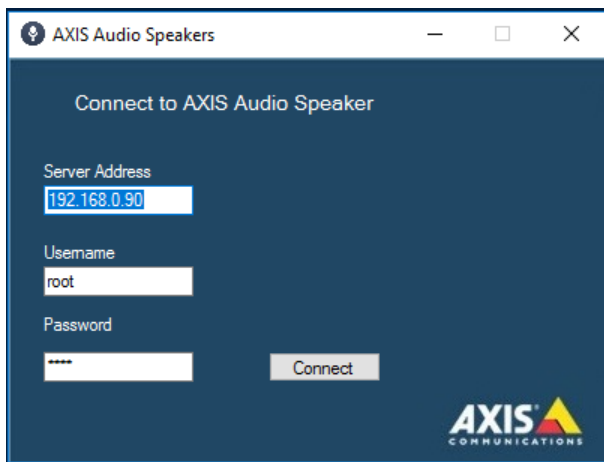 AXIS Audio Speakers
Connect to AXIS Audio Speaker
Server Address
192.168.0.90
Username
root
Password
****
Connect
AXIS
COMMUNICATIONS